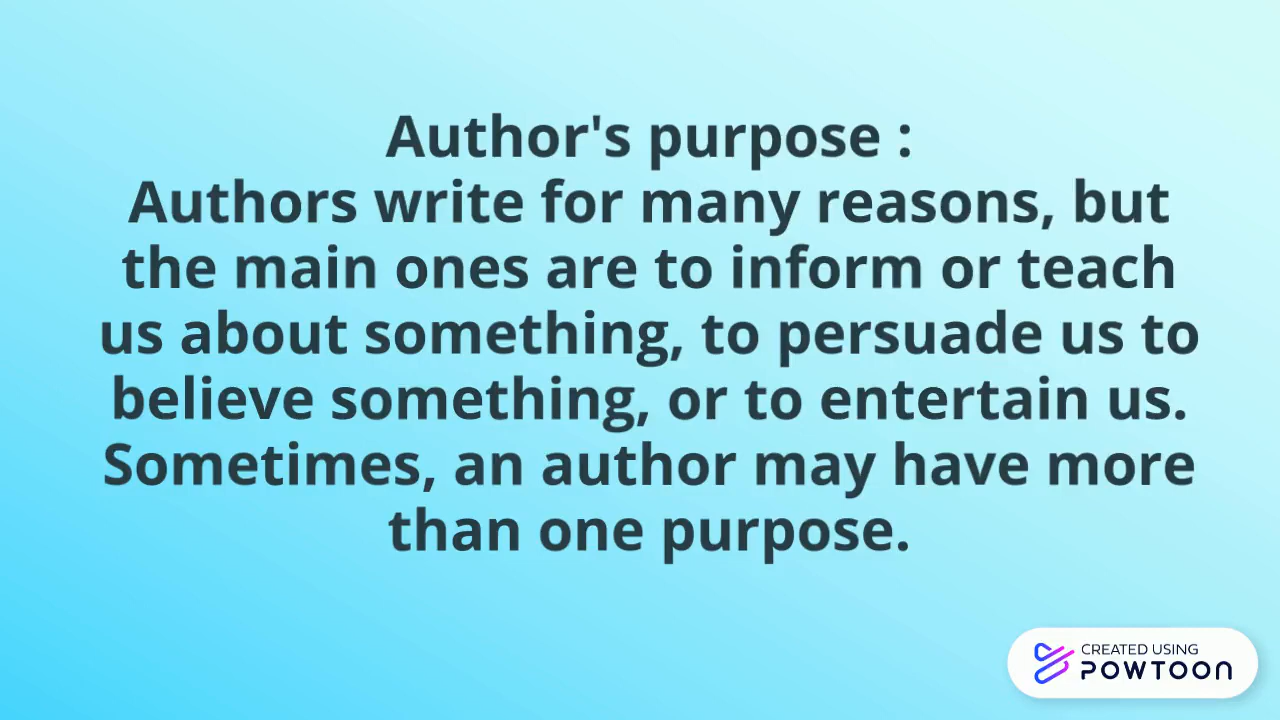 Author's purpose :
Authors write for many reasons, but
the main ones are to inform or teach
us about something, to persuade us to
believe something, or to entertain us.
Sometimes, an author may have more
than one purpose.
CREATED USING
POWTOON